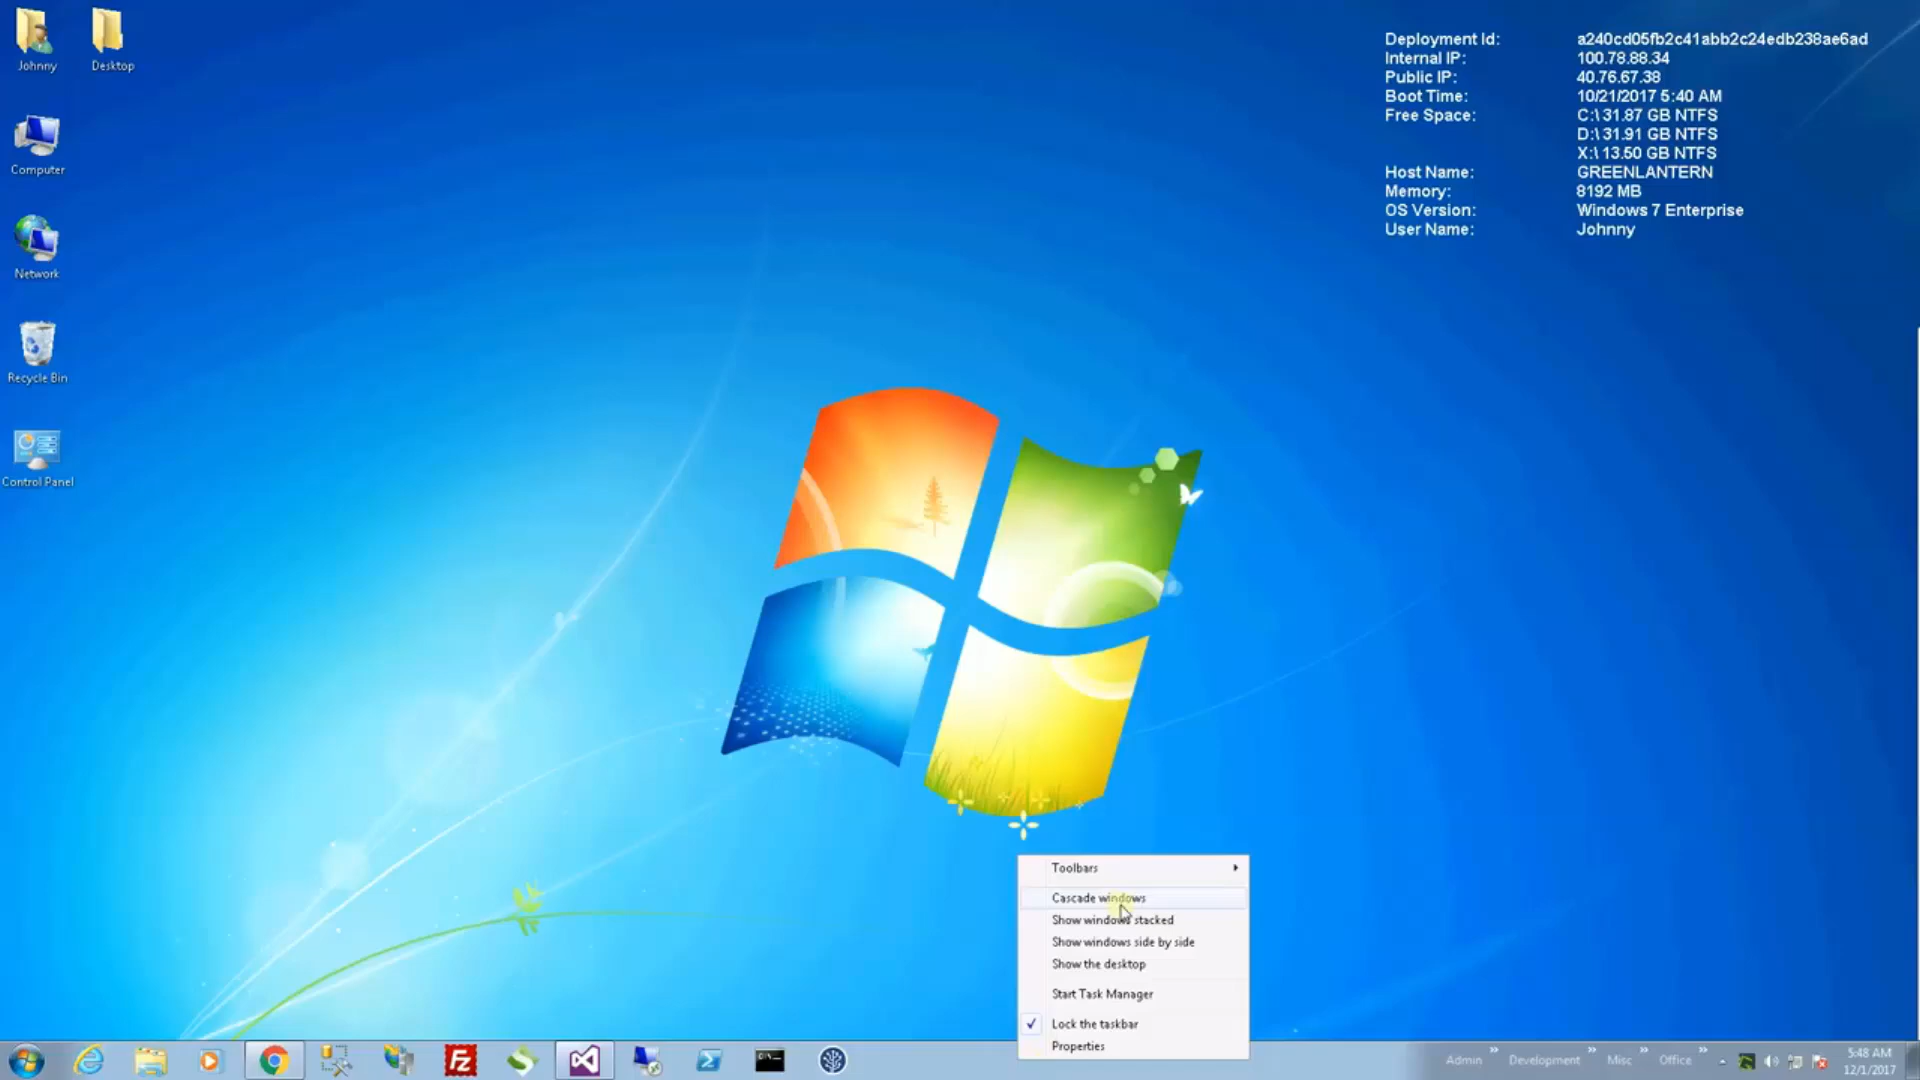 Johnny
Desktop
Computer
Network
Recycle Bin
Control Panel
Deployment Id: a240cd05fb2c41abb2c24edb238ae6ad
Internal IP: 100.78.88.34
Public IP: 40.76.67.38
Boot Time: 10/21/2017 5:40 AM
Free Space: C:\ 31.87 GB NTFS
D:\ 31.91 GB NTFS
X:\ 13.50 GB NTFS
Host Name: GREENLANTERN
Memory: 8192 MB
OS Version: Windows 7 Enterprise
User Name: Johnny
Toolbars
Cascade windows
Show windows stacked
Show windows side by side
Show the desktop
Start Task Manager
Lock the taskbar
Properties
Fz
C:\_
Admin » Development » Misc » Office »
5:48 AM
12/1/2017